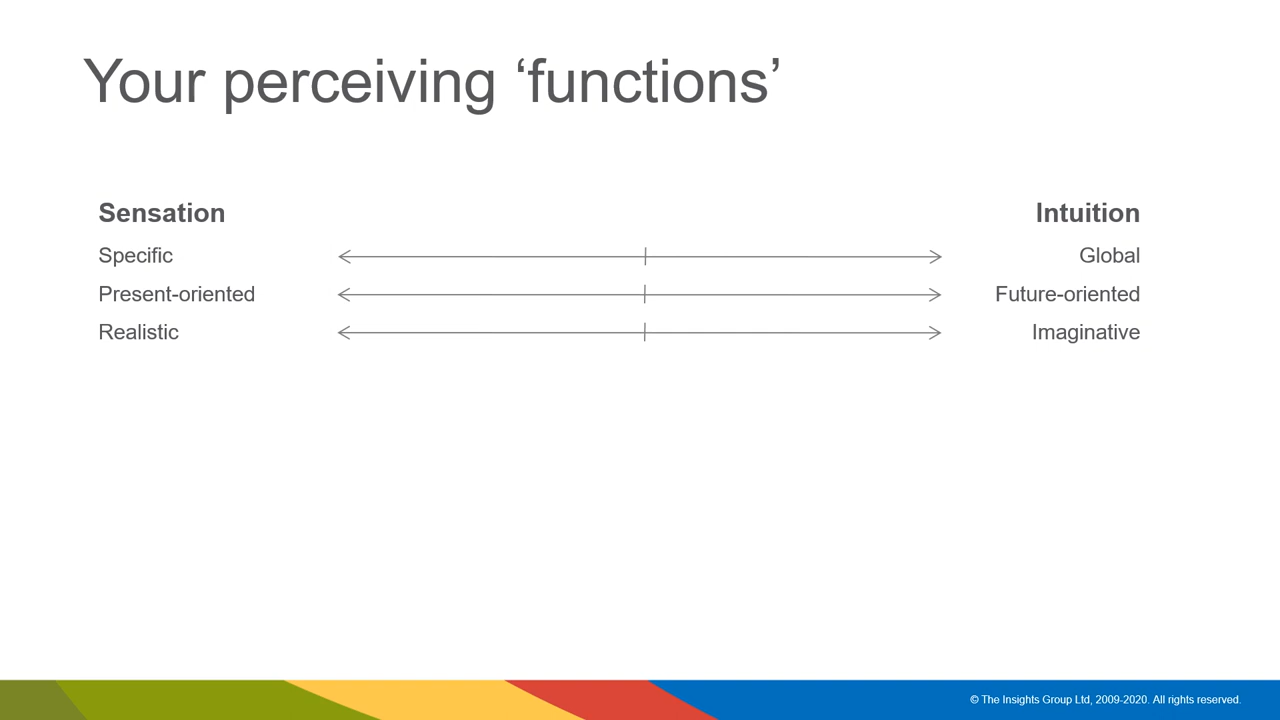 Your perceiving ‘functions’
Sensation Intuition
Specific Global
Present-oriented Future-oriented
Realistic Imaginative
© The Insights Group Ltd, 2009-2020. All rights reserved.